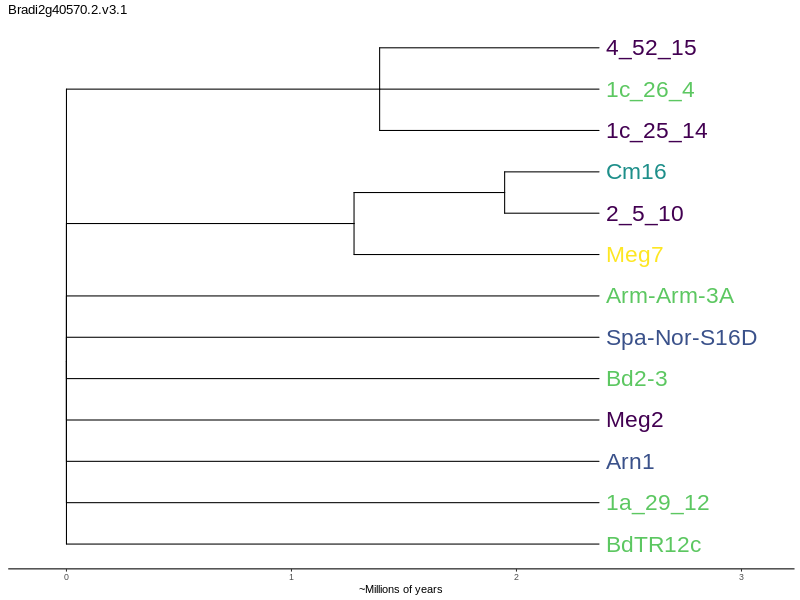 Bradi2g40570.2.v3.1
4_52_15
1c_26_4
1c_25_14
Cm16
2_5_10
Meg7
Arm-Arm-3A
Spa-Nor-S16D
Bd2-3
Meg2
Arn1
1a_29_12
BdTR12c
0 1 2 3
~Millions of years